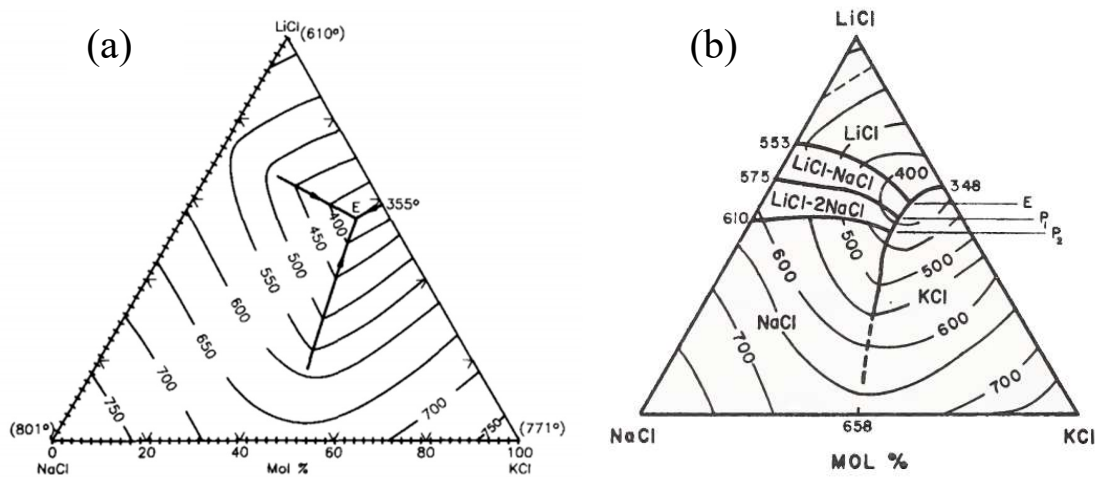 (a)
LiCl (610°)
355°
E
400
450
500
550
600
650
700
750
700
750
(801°)
(771°)
0 20 40 60 80 100
NaCl Mol % KCl
(b)
LiCl
553
LiCl
LiCl-NaCl
400
348
575
LiCl-2NaCl
E
610
P₁
P₂
500
500
600
KCl
NaCl
600
700
700
NaCl
658
KCl
MOL %